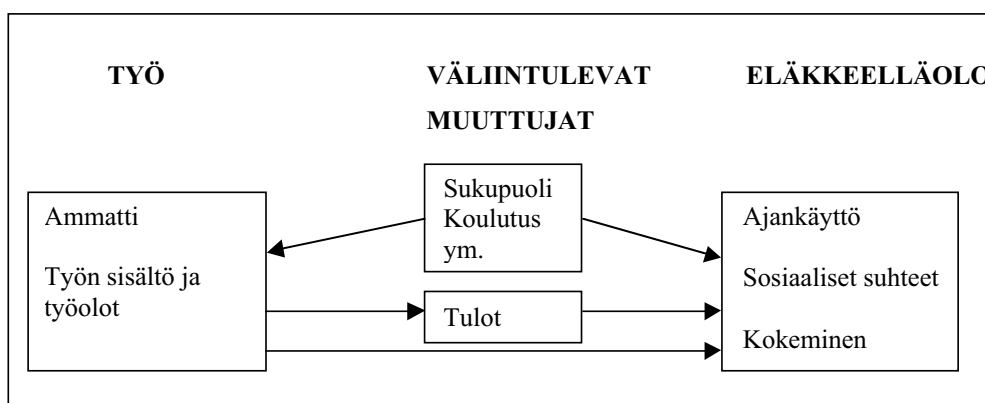 TYÖ
VÄLIINTULEVAT
MUUTTUJAT
ELÄKKEELLÄOLO
Ammatti
Työn sisältö ja
työolot
Sukupuoli
Koulutus
ym.
Tulot
Ajankäyttö
Sosiaaliset suhteet
Kokeminen